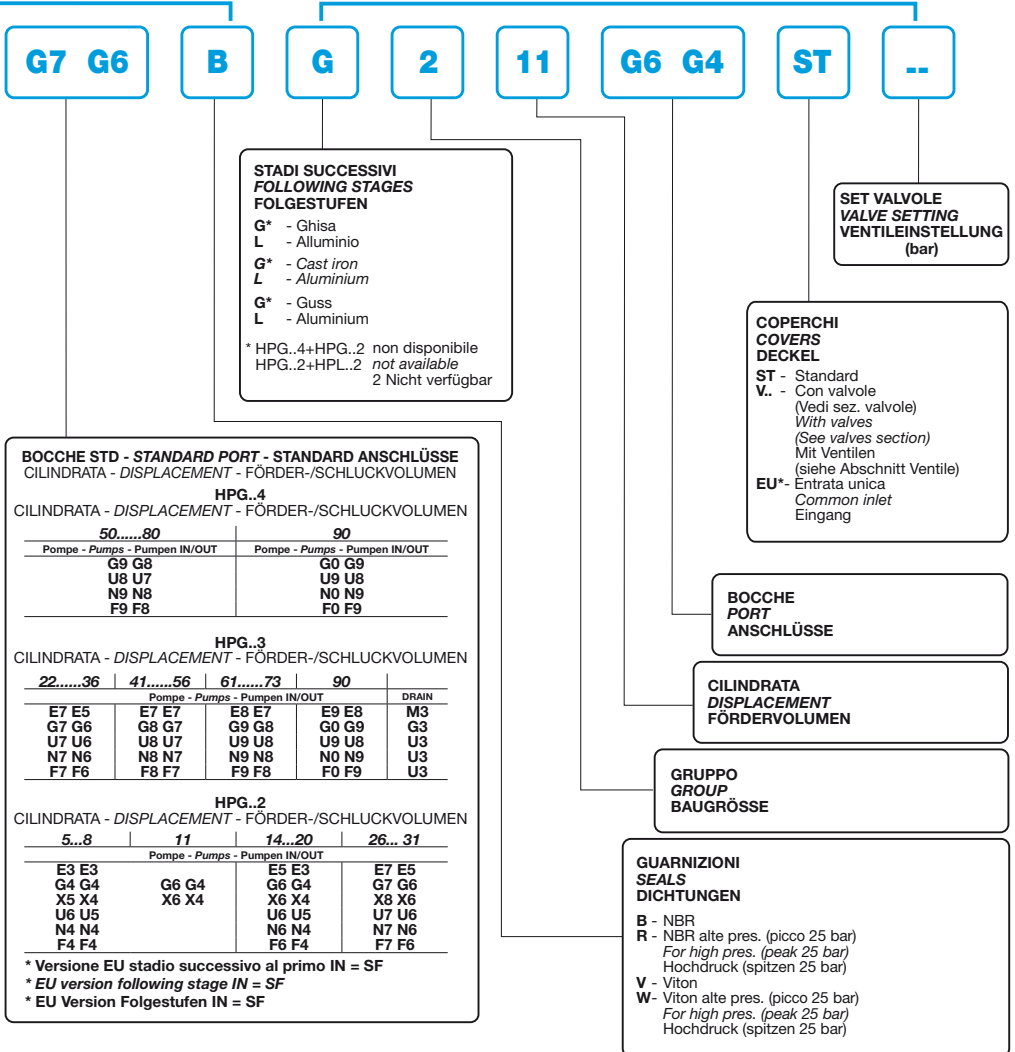 G7 G6 B G 2 11 G6 G4 ST --
STADI SUCCESSIVI
FOLLOWING STAGES
FOLGESTUFEN
G* - Ghisa
L - Alluminio
G* - Cast iron
L - Aluminium
G* - Guss
L - Aluminium
* HPG..4+HPG..2 non disponibile
HPG..2+HPL..2 not available
2 Nicht verfügbar
SET VALVOLE
VALVE SETTING
VENTILEINSTELLUNG
(bar)
COPERCHI
COVERS
DECKEL
ST - Standard
V.. - Con valvole
(Vedi sez. valvole)
With valves
(See valves section)
Mit Ventilen
(siehe Abschnitt Ventile)
EU*- Entrata unica
Common inlet
Eingang
BOCCHE STD - STANDARD PORT - STANDARD ANSCHLÜSSE
CILINDRATA - DISPLACEMENT - FÖRDER-/SCHLUCKVOLUMEN
HPG..4
CILINDRATA - DISPLACEMENT - FÖRDER-/SCHLUCKVOLUMEN
50......80 90
Pompe - Pumps - Pumpen IN/OUT Pompe - Pumps - Pumpen IN/OUT
G9 G8 G0 G9
U8 U7 U9 U8
N9 N8 N0 N9
F9 F8 F0 F9
HPG..3
CILINDRATA - DISPLACEMENT - FÖRDER-/SCHLUCKVOLUMEN
22......36 41......56 61......73 90
Pompe - Pumps - Pumpen IN/OUT DRAIN
E7 E5 E7 E7 E8 E7 E9 E8 M3
G7 G6 G8 G7 G9 G8 G0 G9 G3
U7 U6 U8 U7 U9 U8 U9 U8 U3
N7 N6 N8 N7 N9 N8 N0 N9 U3
F7 F6 F8 F7 F9 F8 F0 F9 U3
HPG..2
CILINDRATA - DISPLACEMENT - FÖRDER-/SCHLUCKVOLUMEN
5...8 11 14...20 26... 31
Pompe - Pumps - Pumpen IN/OUT
E3 E3 E5 E3 E7 E5
G4 G4 G6 G4 G6 G4 G7 G6
X5 X4 X6 X4 X6 X4 X8 X6
U6 U5 U6 U5 U7 U6
N4 N4 N6 N4 N7 N6
F4 F4 F6 F4 F7 F6
* Versione EU stadio successivo al primo IN = SF
* EU version following stage IN = SF
* EU Version Folgestufen IN = SF
BOCCHE
PORT
ANSCHLÜSSE
CILINDRATA
DISPLACEMENT
FÖRDERVOLUMEN
GRUPPO
GROUP
BAUGRÖSSE
GUARNIZIONI
SEALS
DICHTUNGEN
B - NBR
R - NBR alte pres. (picco 25 bar)
For high pres. (peak 25 bar)
Hochdruck (spitzen 25 bar)
V - Viton
W- Viton alte pres. (picco 25 bar)
For high pres. (peak 25 bar)
Hochdruck (spitzen 25 bar)